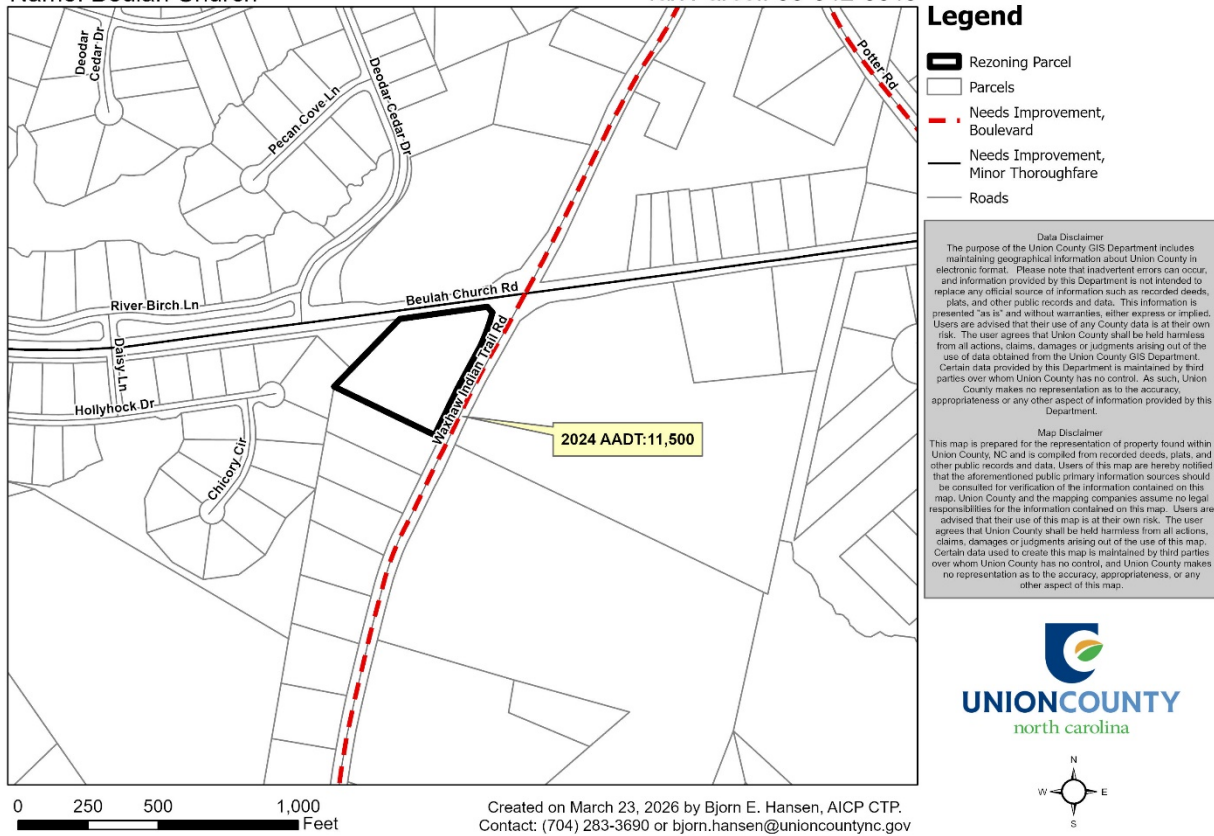 Legend
Rezoning Parcel
Parcels
Needs Improvement,
Boulevard
Needs Improvement,
Minor Thoroughfare
Roads
Deodar
Cedar Dr
Pecan Cove Ln
Deodar Cedar Dr
Potter Rd
River Birch Ln
Beulah Church Rd
Daisy Ln
Waxhaw Indian Trail Rd
Hollyhock Dr
Chicory Cir
2024 AADT:11,500
Data Disclaimer
The purpose of the Union County GIS Department includes
maintaining geographical information about Union County in
electronic format. Please note that inadvertent errors can occur,
and information provided by this Department is not intended to
replace any official source of information such as recorded deeds,
plats, and other public records and data. This information is
presented "as is" and without warranties, either express or implied.
Users are advised that their use of any County data is at their own
risk. The user agrees that Union County shall be held harmless
from all actions, claims, damages or judgments arising out of the
use of data obtained from the Union County GIS Department.
Certain data provided by this Department is maintained by third
parties over whom Union County has no control. As such, Union
County makes no representation as to the accuracy,
appropriateness or any other aspect of information provided by this
Department.
Map Disclaimer
This map is prepared for the representation of property found within
Union County, NC and is compiled from recorded deeds, plats, and
other public records and data. Users of this map are hereby notified
that the aforementioned public primary information sources should
be consulted for verification of the information contained on this
map. Union County and the mapping companies assume no legal
responsibilities for the information contained on this map. Users are
advised that their use of this map is at their own risk. The user
agrees that Union County shall be held harmless from all actions,
claims, damages or judgments arising out of the use of this map.
Certain data used to create this map is maintained by third parties
over whom Union County has no control, and Union County makes
no representation as to the accuracy, appropriateness, or any
other aspect of this map.
UNIONCOUNTY
north carolina
N
W E
S
0 250 500 1,000
Feet
Created on March 23, 2026 by Bjorn E. Hansen, AICP CTP.
Contact: (704) 283-3690 or bjorn.hansen@unioncountync.gov